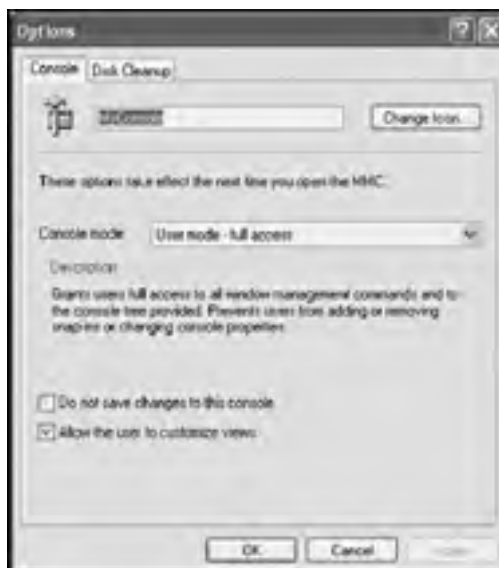 Options
Console Disk Cleanup
MyConsole
Change Icon...
These options take effect the next time you open the MMC.
Console mode: User mode - full access
Description
Grants users full access to all window management commands and to
the console tree provided. Prevents users from adding or removing
snap-ins or changing console properties.
Do not save changes to this console
Allow the user to customize views
OK Cancel